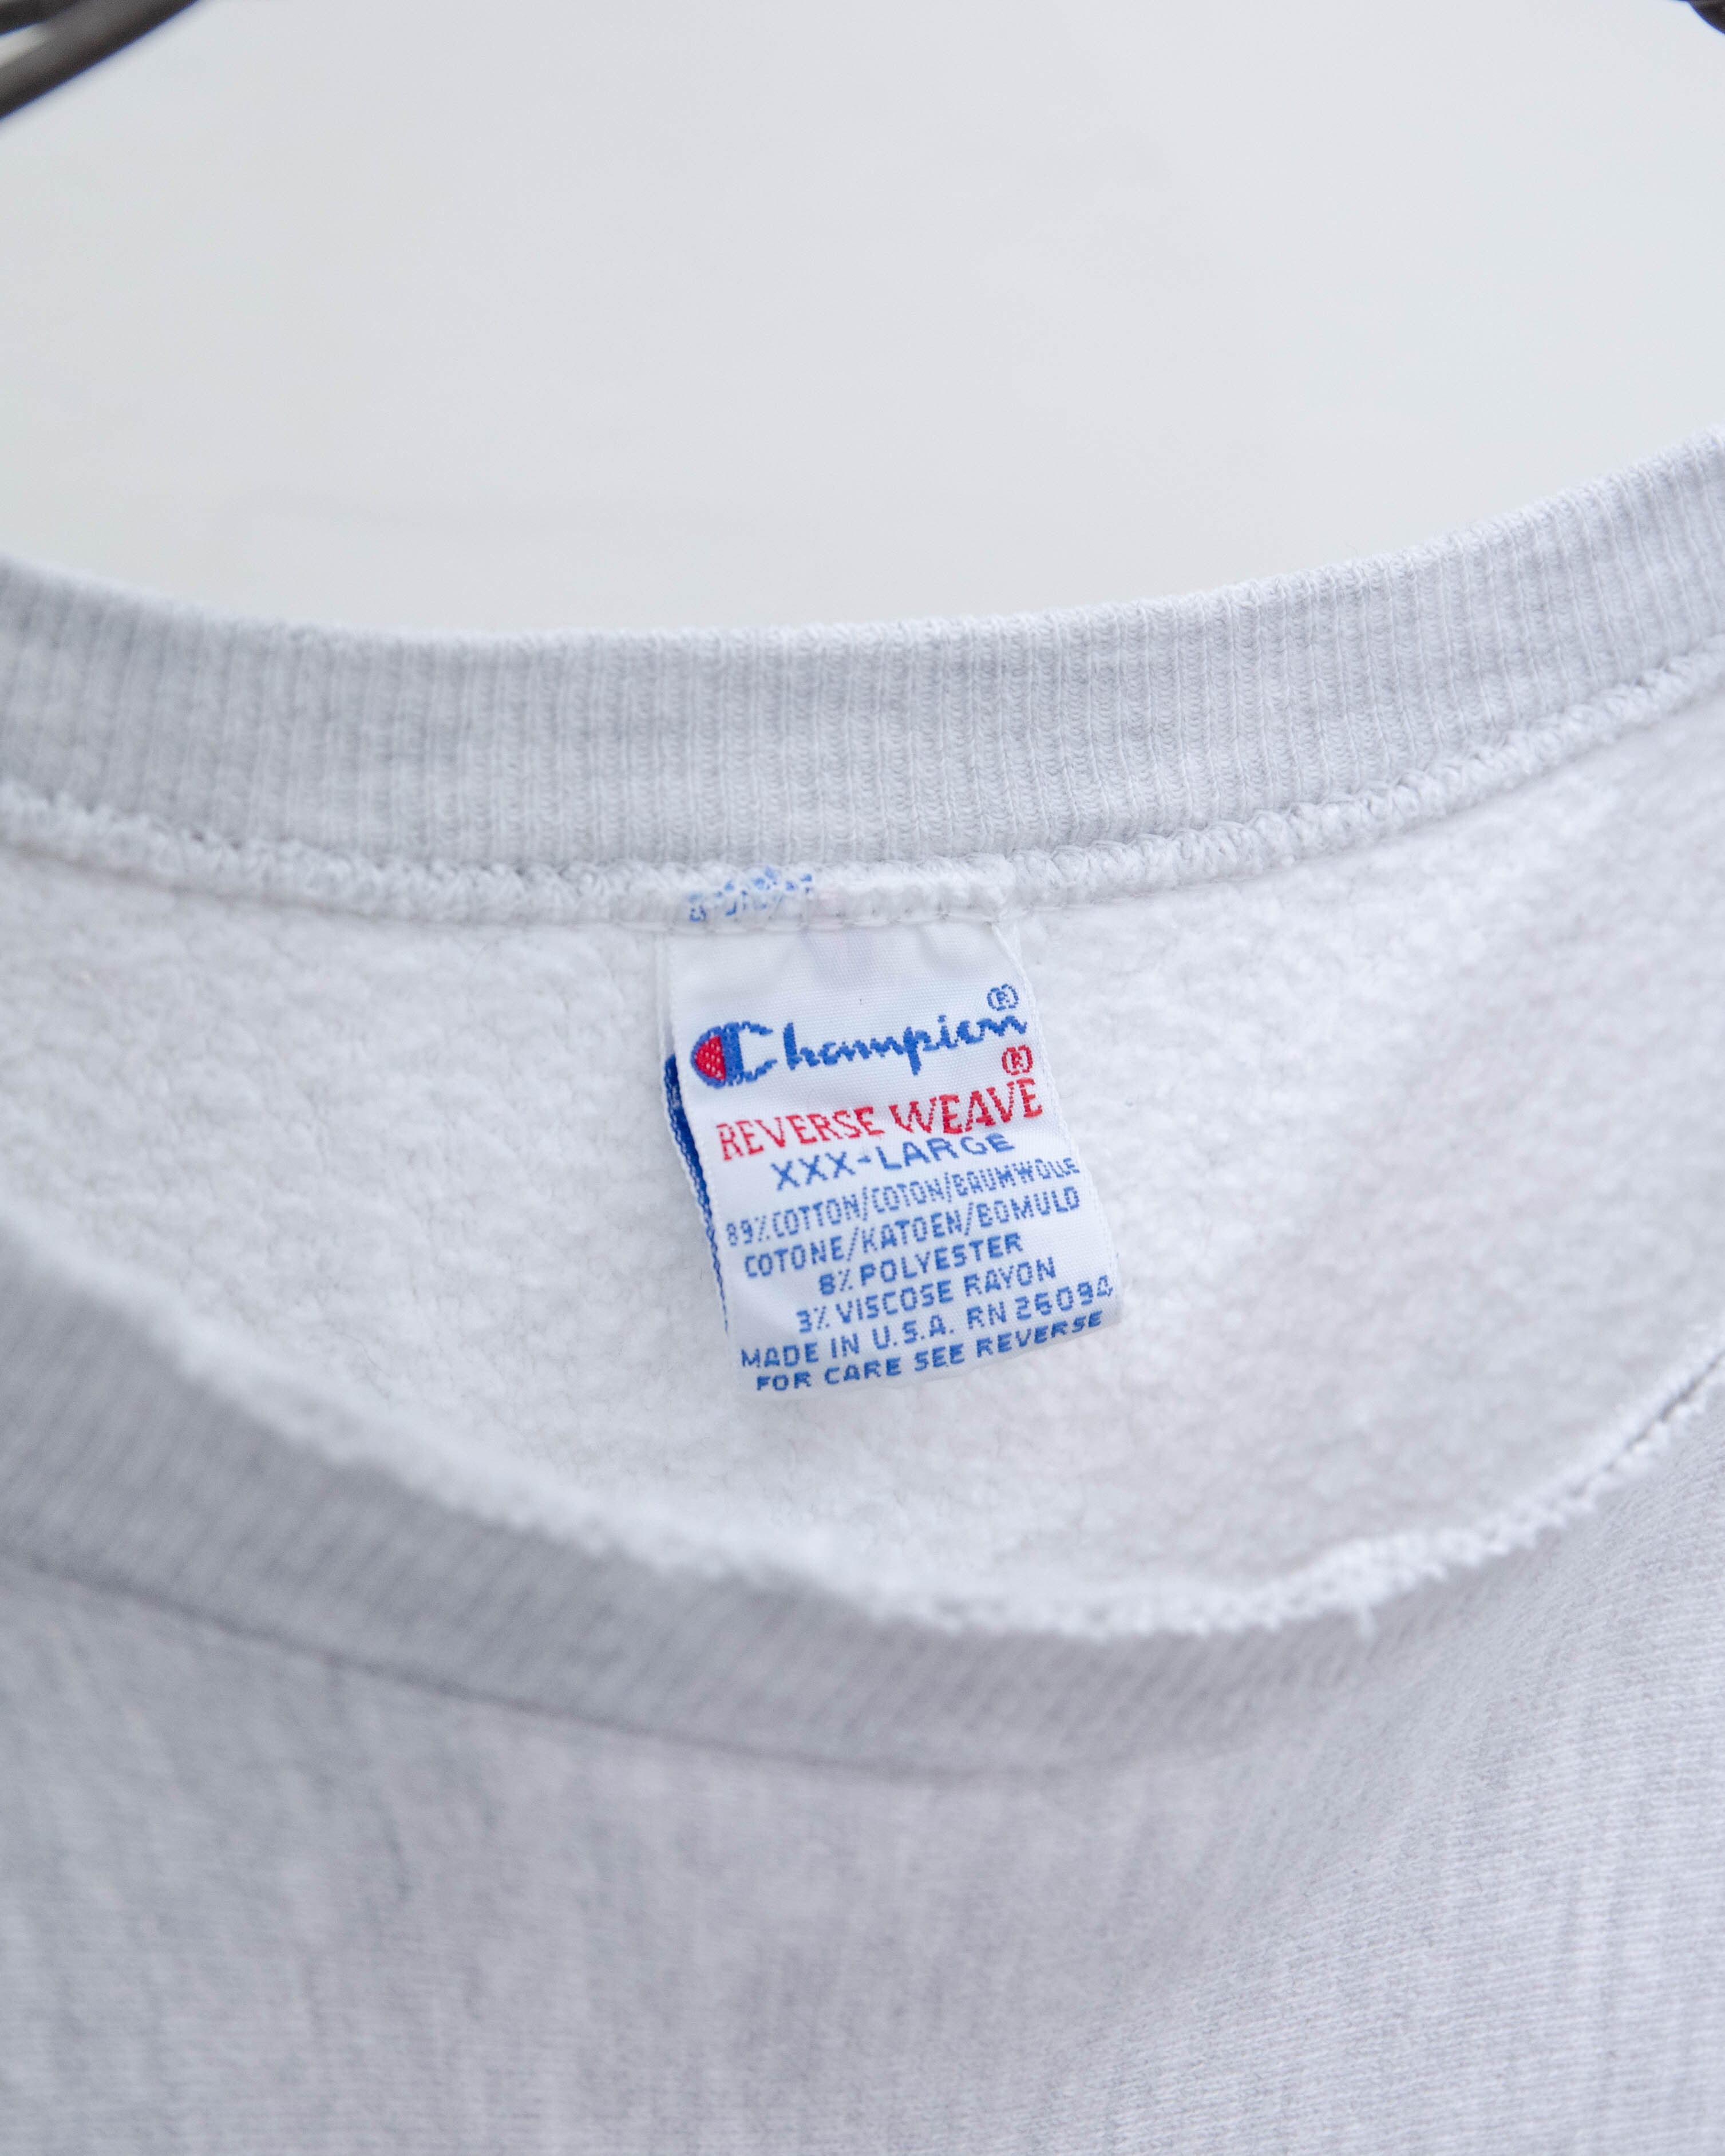 Champion®
REVERSE WEAVE®
XXX-LARGE
89% COTTON/COTON/BAUMWOLLE
COTONE/KATOEN/BOMULD
8% POLYESTER
3% VISCOSE RAYON
MADE IN U.S.A. RN 26094
FOR CARE SEE REVERSE